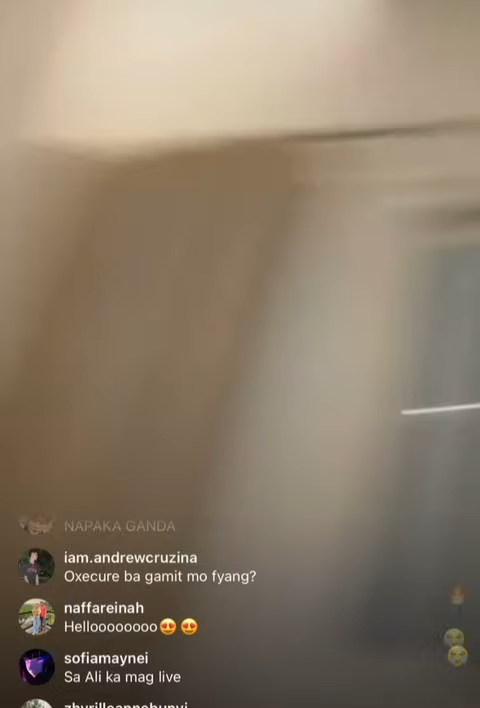 NAPAKA GANDA
iam.andrewcruzina
Oxecure ba gamit mo fyang?
naffareinah
Helloooooooo😍 😍
sofiamaynei
Sa Ali ka mag live